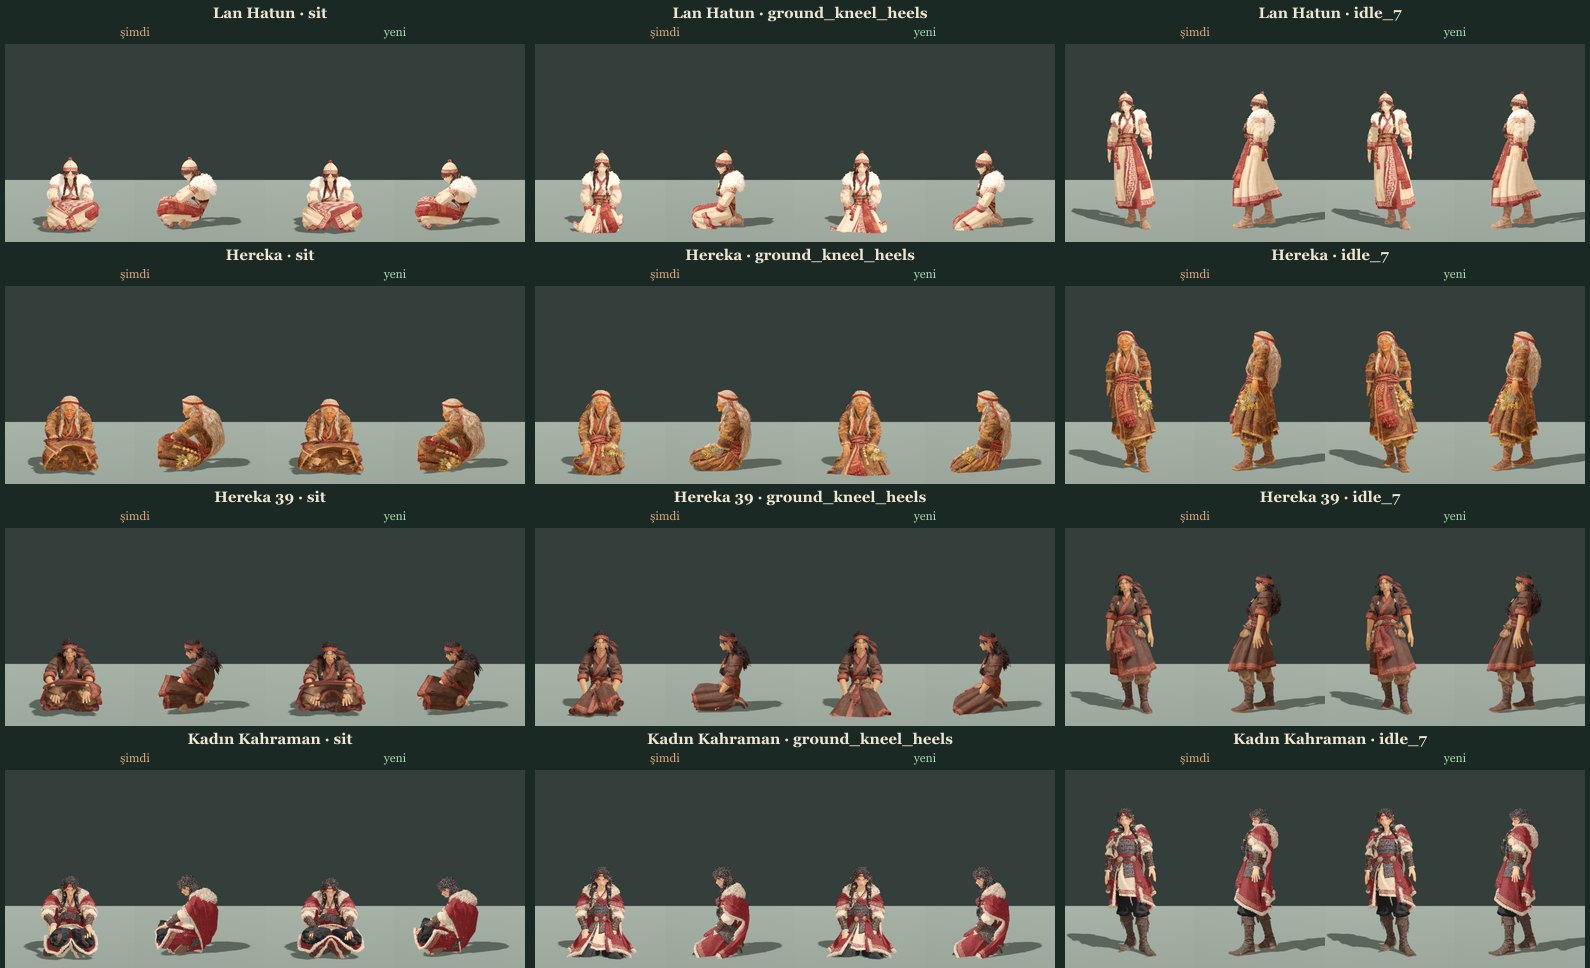 Lan Hatun · sit
şimdi yeni
Lan Hatun · ground_kneel_heels
şimdi yeni
Lan Hatun · idle_7
şimdi yeni
Hereka · sit
şimdi yeni
Hereka · ground_kneel_heels
şimdi yeni
Hereka · idle_7
şimdi yeni
Hereka 39 · sit
şimdi yeni
Hereka 39 · ground_kneel_heels
şimdi yeni
Hereka 39 · idle_7
şimdi yeni
Kadın Kahraman · sit
şimdi yeni
Kadın Kahraman · ground_kneel_heels
şimdi yeni
Kadın Kahraman · idle_7
şimdi yeni